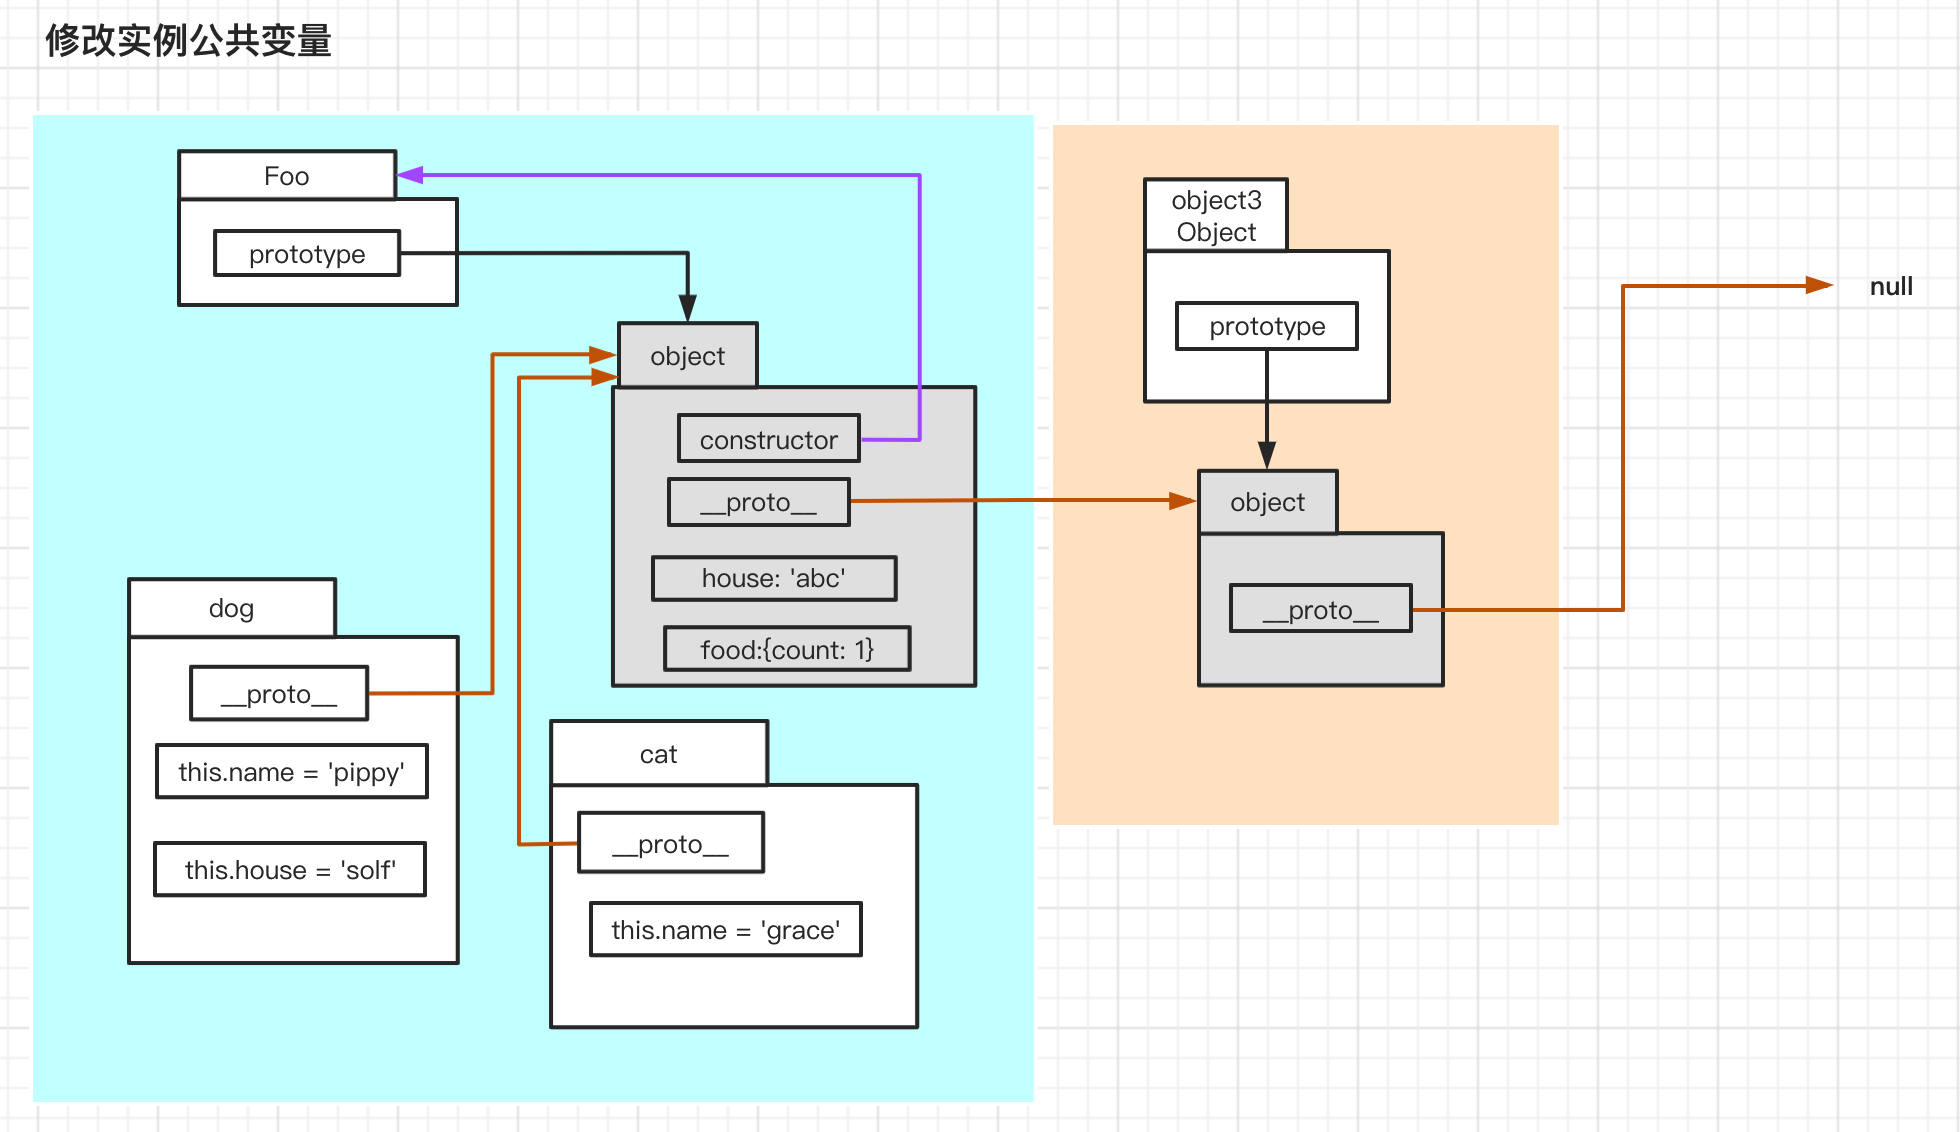 修改实例公共变量
Foo
prototype
object
constructor
__proto__
house: 'abc'
food:{count: 1}
dog
__proto__
this.name = 'pippy'
this.house = 'solf'
cat
__proto__
this.name = 'grace'
object3
Object
prototype
object
__proto__
null